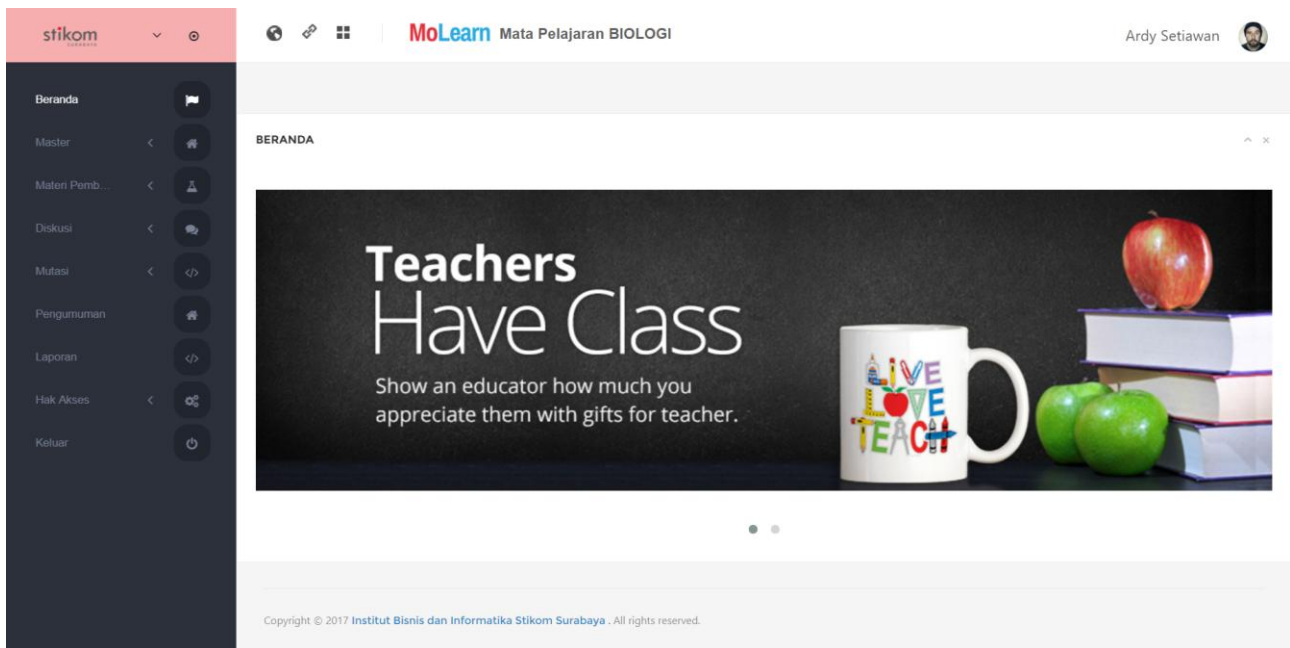 stikom
SURABAYA
MoLearn Mata Pelajaran BIOLOGI
Ardy Setiawan
Beranda
Master
Materi Pemb...
Diskusi
Mutasi
Pengumuman
Laporan
Hak Akses
Keluar
BERANDA
Teachers
Have Class
Show an educator how much you
appreciate them with gifts for teacher.
LIVE
LOVE
TEACH
Copyright © 2017 Institut Bisnis dan Informatika Stikom Surabaya . All rights reserved.